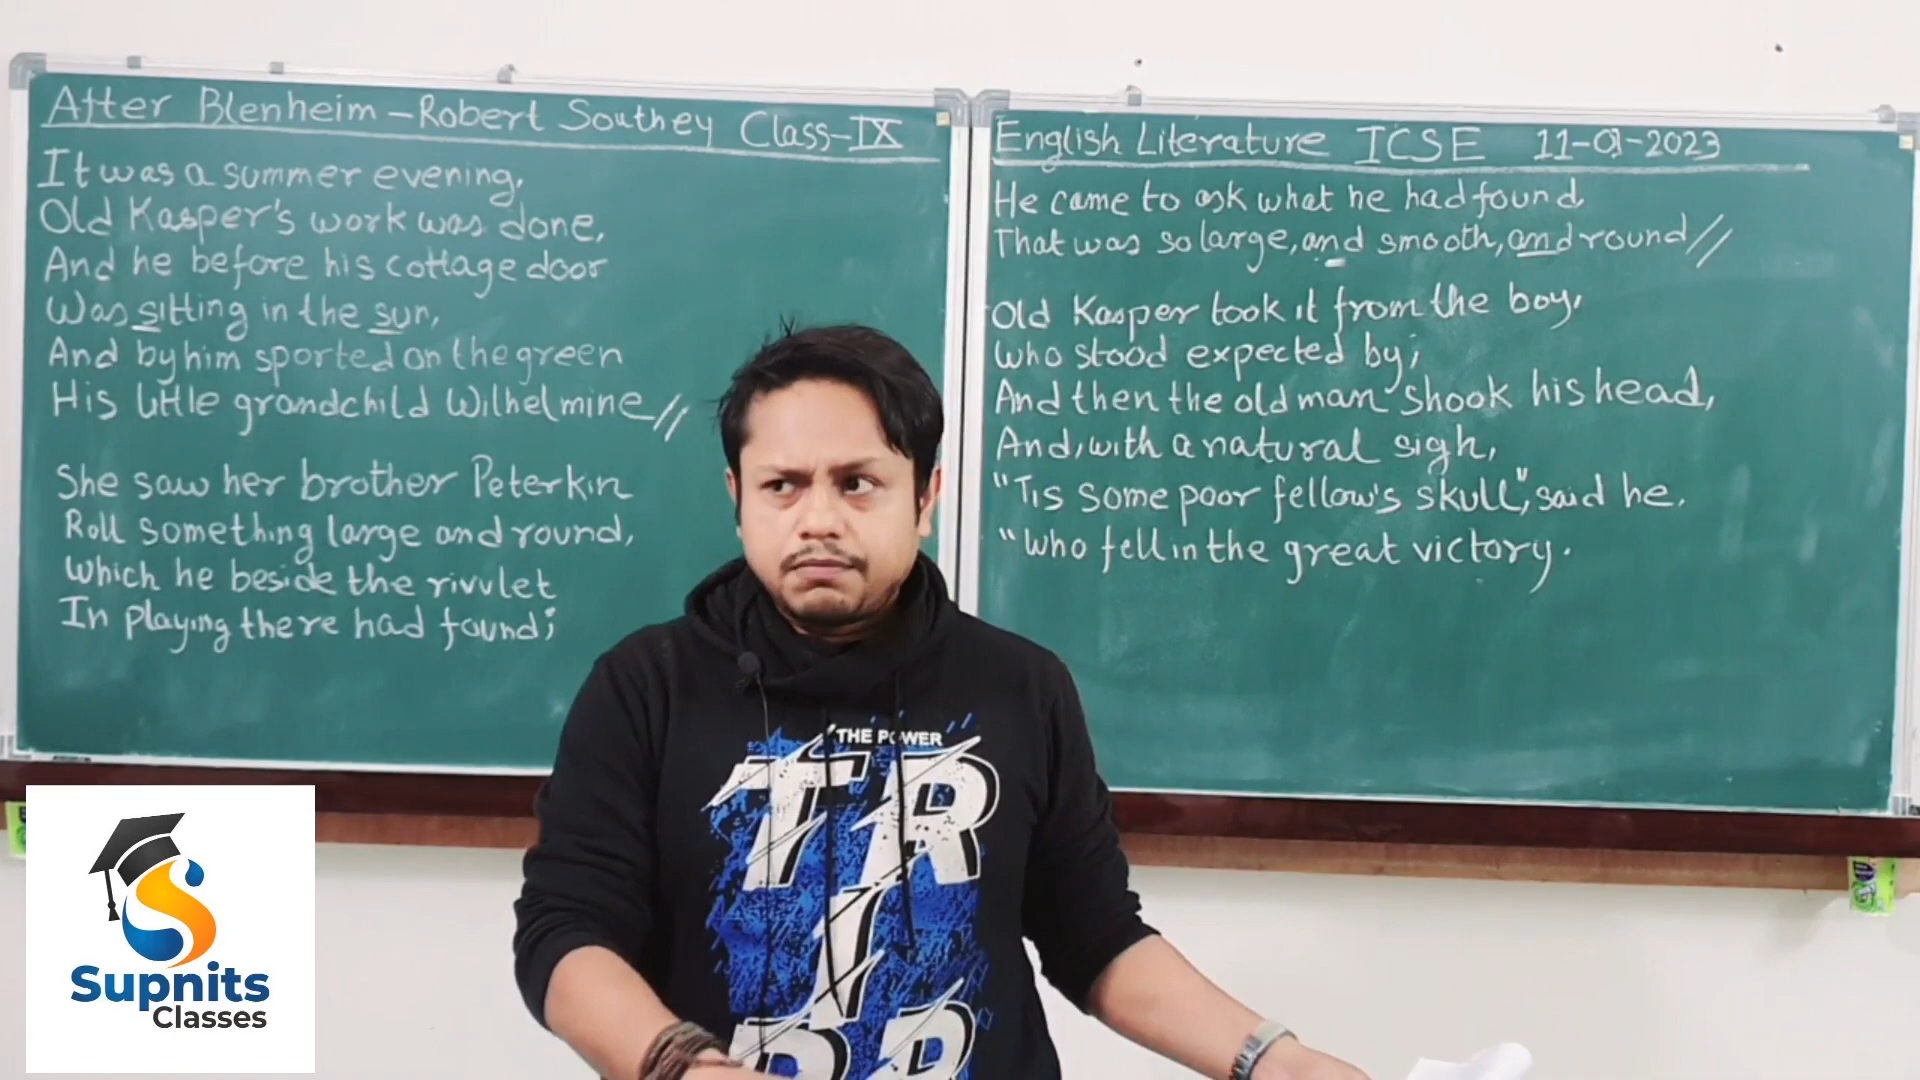 After Blenheim - Robert Southey Class-IX
It was a summer evening,
Old Kasper's work was done,
And he before his cottage door
Was sitting in the sun,
And by him sported on the green
His little grandchild Wilhelmine//
She saw her brother Peterkin
Roll something large and round,
Which he beside the rivulet
In playing there had found;
English Literature ICSE 11-01-2023
He came to ask what he had found,
That was so large, and smooth, and round//
Old Kasper took it from the boy,
Who stood expected by;
And then the old man shook his head,
And, with a natural sigh,
"Tis some poor fellow's skull", said he,
"Who fell in the great victory.
THE POWER
TR
I
Supnits
Classes